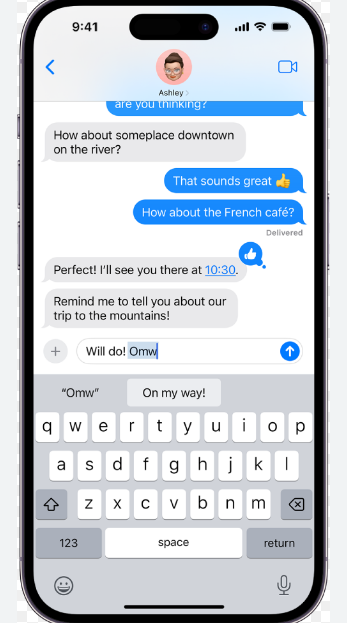 9:41
Ashley
are you thinking?
How about someplace downtown
on the river?
That sounds great 👍
How about the French café?
Delivered
Perfect! I'll see you there at 10:30.
Remind me to tell you about our
trip to the mountains!
Will do! Omw
“Omw”
On my way!
q w e r t y u i o p
a s d f g h j k l
z x c v b n m
123 space return